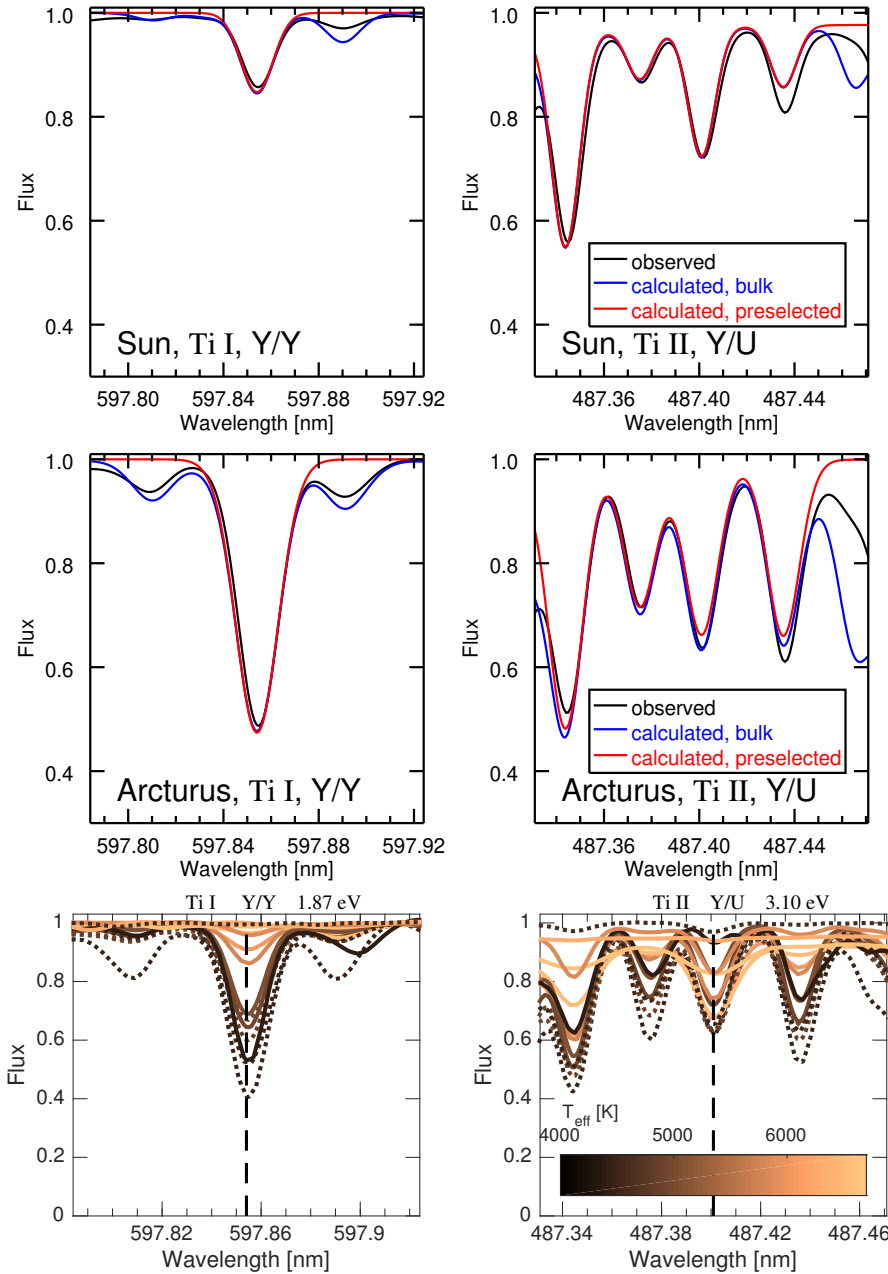 1.0
0.8
0.6
0.4
Flux
Sun, Ti I, Y/Y
597.80 597.84 597.88 597.92
Wavelength [nm]
1.0
0.8
0.6
0.4
Flux
observed
calculated, bulk
calculated, preselected
Sun, Ti II, Y/U
487.36 487.40 487.44
Wavelength [nm]
1.0
0.8
0.6
0.4
Flux
Arcturus, Ti I, Y/Y
597.80 597.84 597.88 597.92
Wavelength [nm]
1.0
0.8
0.6
0.4
Flux
observed
calculated, bulk
calculated, preselected
Arcturus, Ti II, Y/U
487.36 487.40 487.44
Wavelength [nm]
Ti I Y/Y 1.87 eV
1
0.8
0.6
0.4
0.2
0
Flux
597.82 597.86 597.9
Wavelength [nm]
Ti II Y/U 3.10 eV
1
0.8
0.6
0.4
0.2
0
Flux
T_eff [K]
4000 5000 6000
487.34 487.38 487.42 487.46
Wavelength [nm]